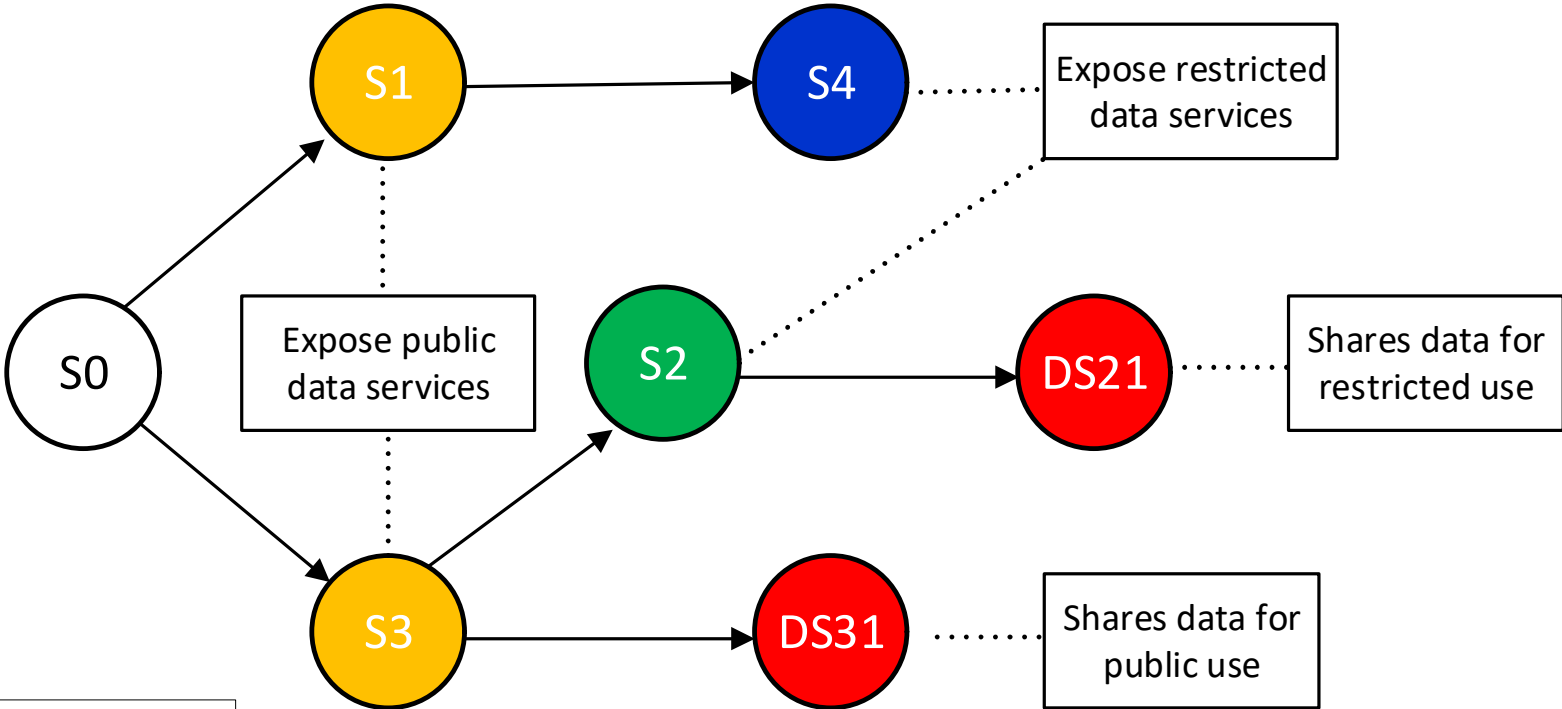 S1
S4
Expose restricted
data services
S0
Expose public
data services
S2
DS21
Shares data for
restricted use
S3
DS31
Shares data for
public use